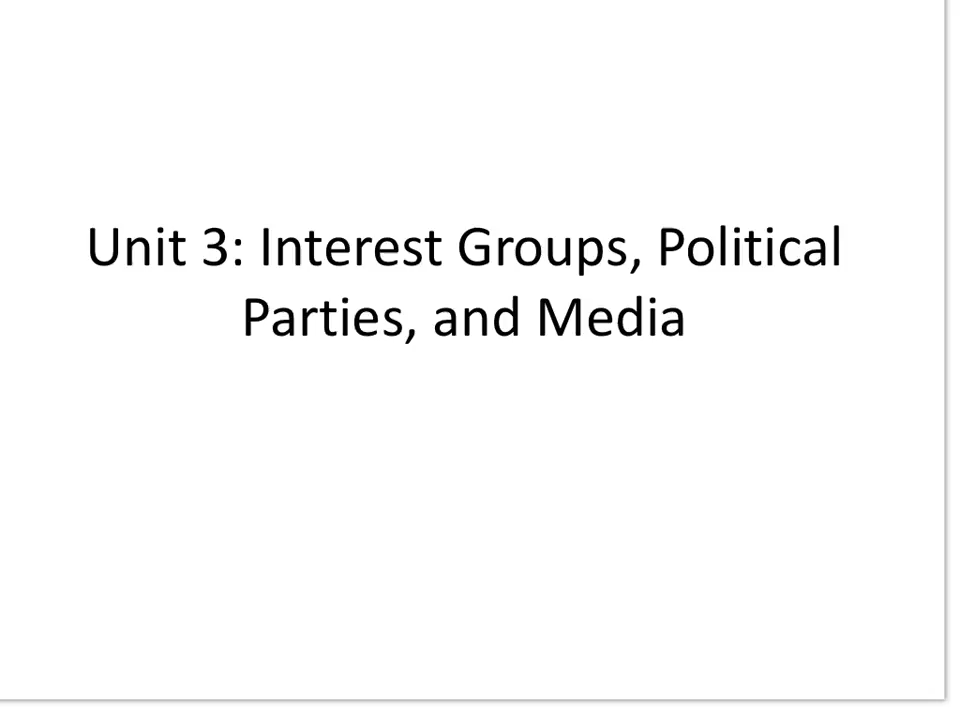 Unit 3: Interest Groups, Political
Parties, and Media